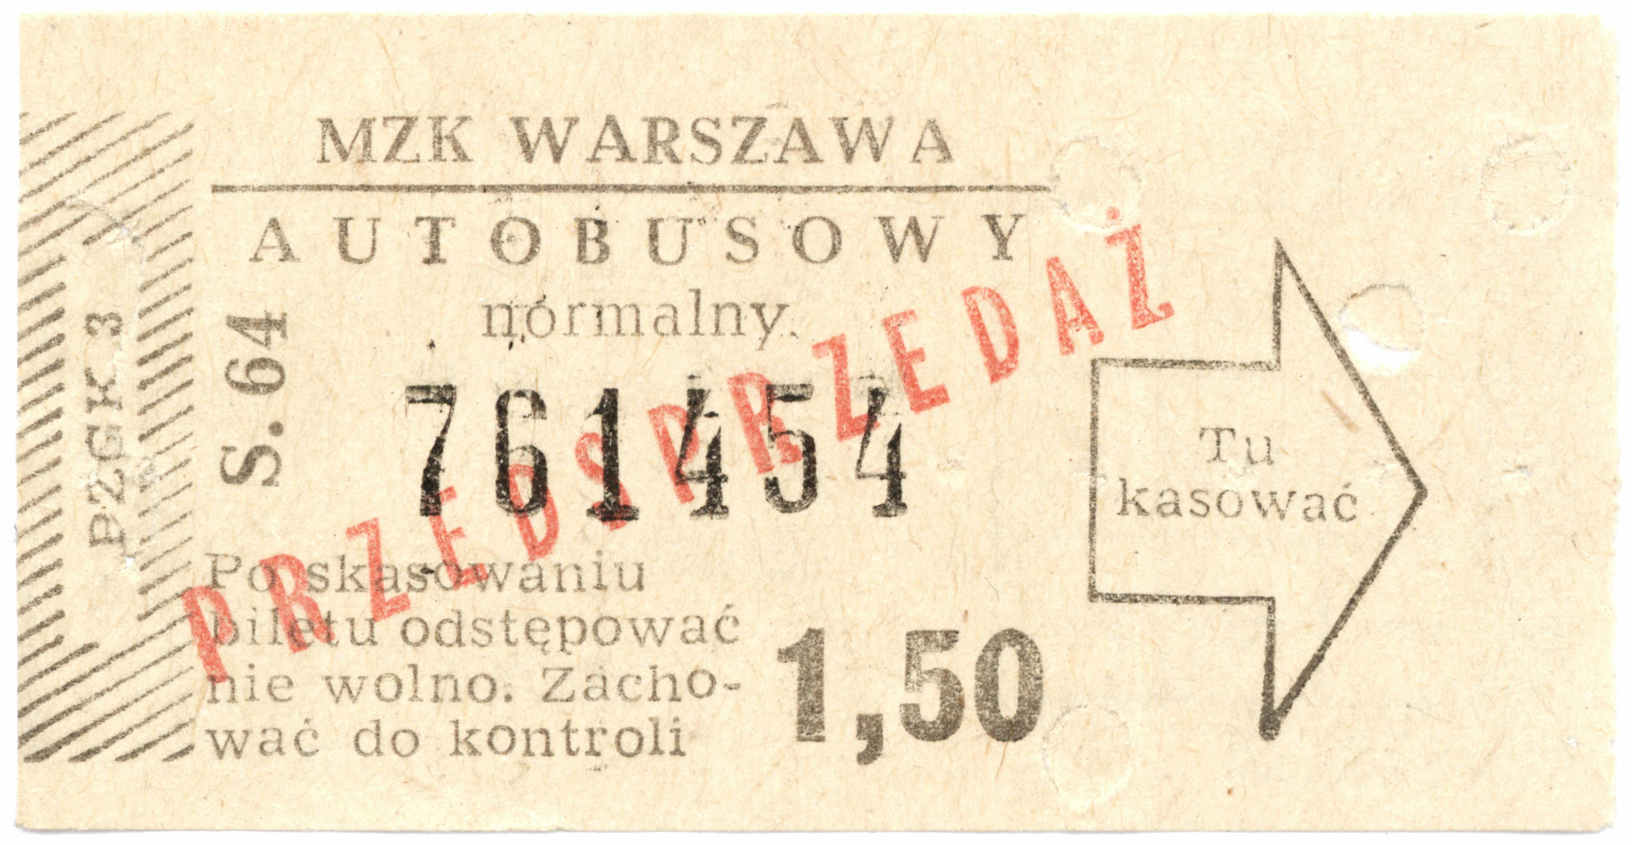 MZK WARSZAWA
AUTOBUSOWY
normalny.
PZGK 3
S. 64
761454
PRZEDSPRZEDAŻ
Po skasowaniu
biletu odstępować
nie wolno. Zacho-
wać do kontroli
1,50
Tu
kasować